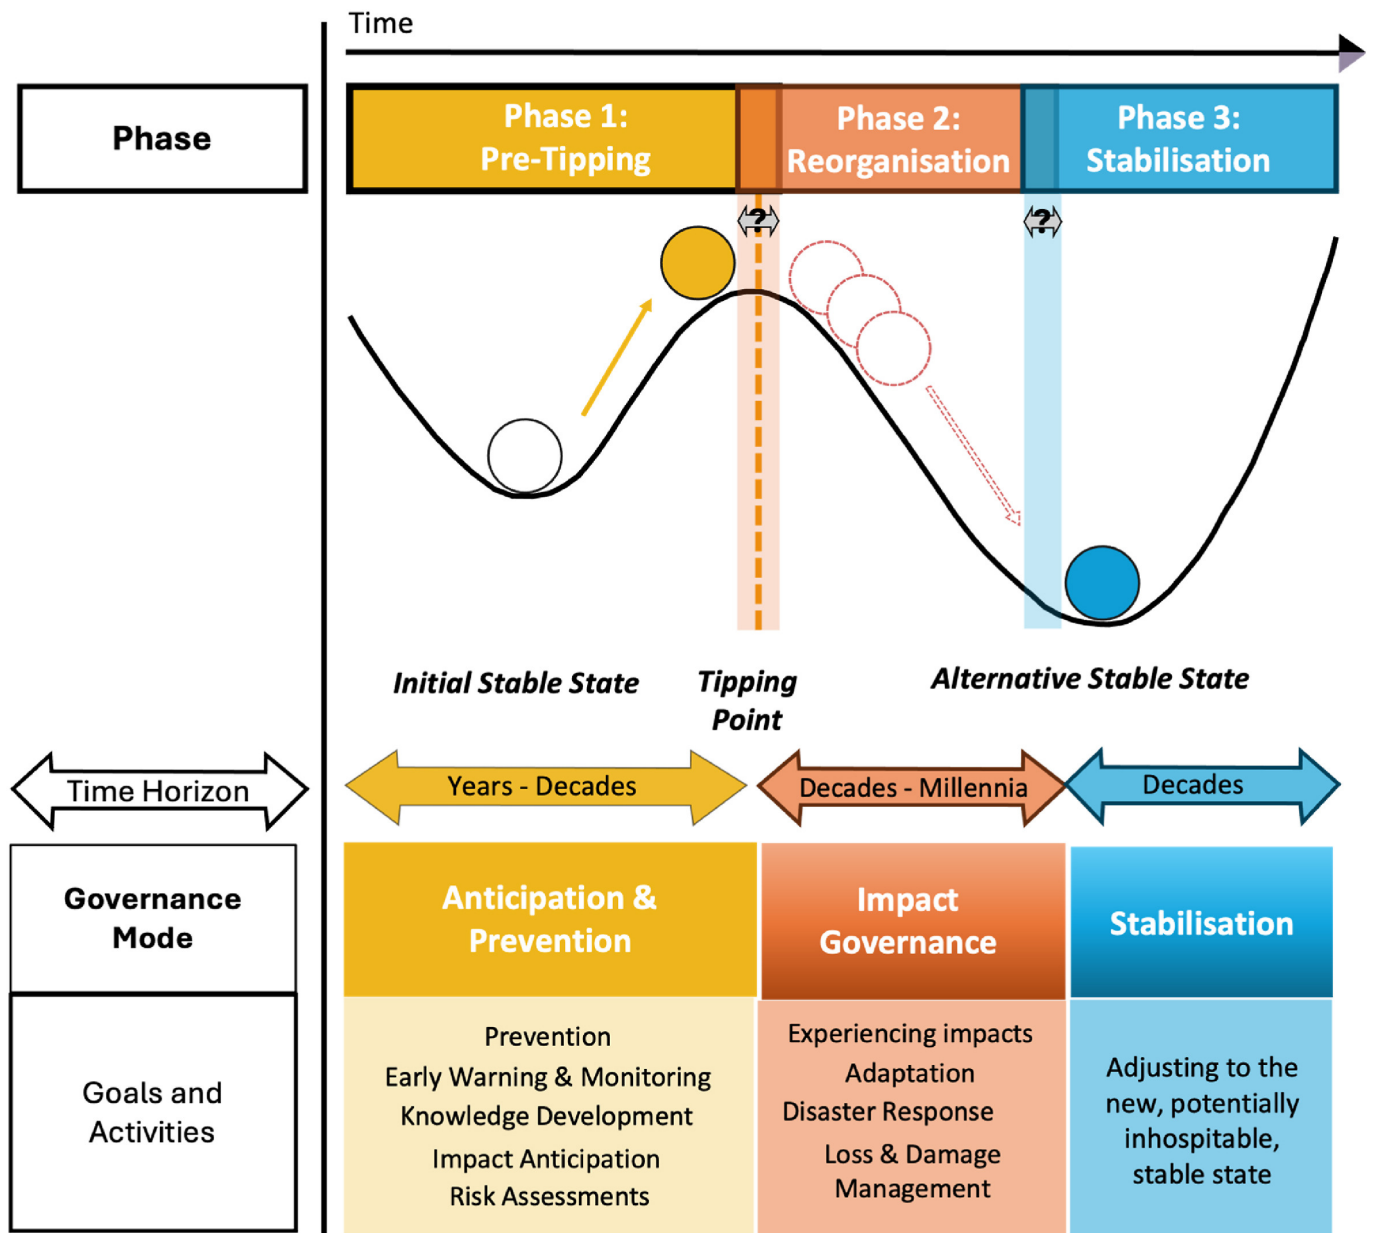 Time
Phase
Phase 1:
Pre-Tipping
Phase 2:
Reorganisation
Phase 3:
Stabilisation
?
?
Initial Stable State
Tipping
Point
Alternative Stable State
Time Horizon
Years - Decades
Decades - Millennia
Decades
Governance
Mode
Anticipation &
Prevention
Impact
Governance
Stabilisation
Goals and
Activities
Prevention
Early Warning & Monitoring
Knowledge Development
Impact Anticipation
Risk Assessments
Experiencing impacts
Adaptation
Disaster Response
Loss & Damage
Management
Adjusting to the
new, potentially
inhospitable,
stable state